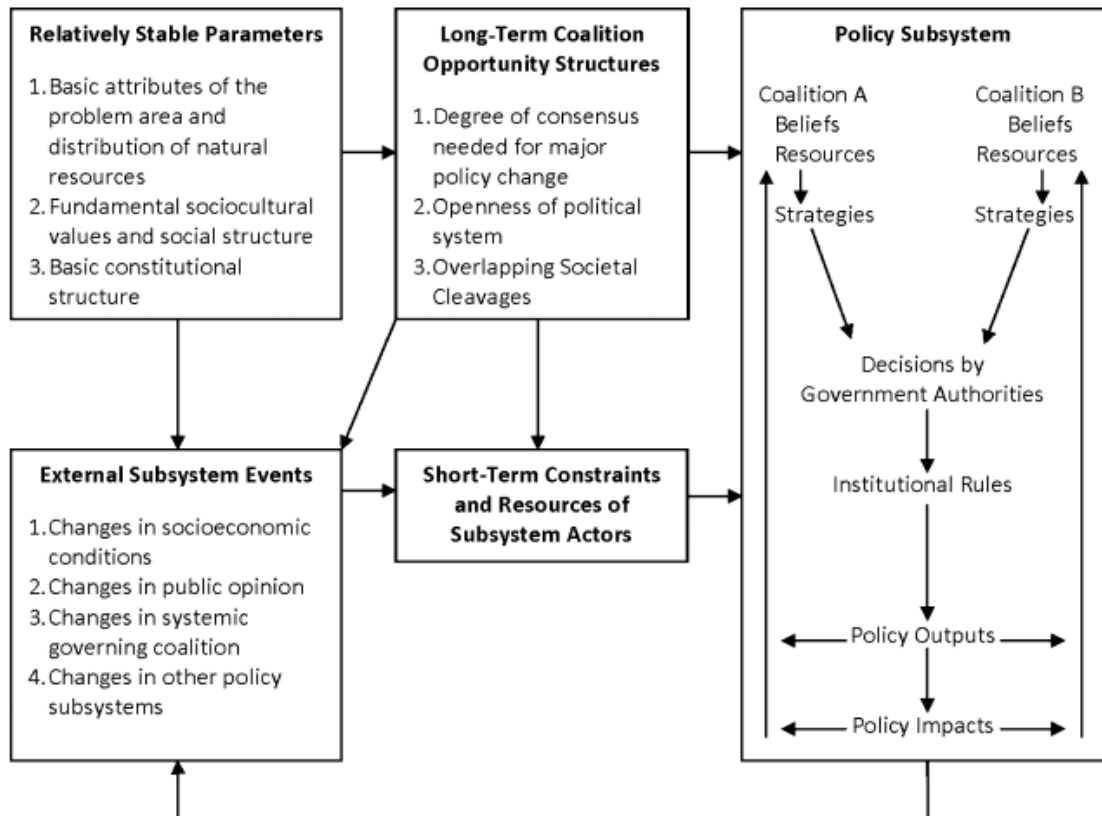 Relatively Stable Parameters
1. Basic attributes of the
problem area and
distribution of natural
resources
2. Fundamental sociocultural
values and social structure
3. Basic constitutional
structure
Long-Term Coalition
Opportunity Structures
1. Degree of consensus
needed for major
policy change
2. Openness of political
system
3. Overlapping Societal
Cleavages
Policy Subsystem
Coalition A
Beliefs
Resources
Strategies
Coalition B
Beliefs
Resources
Strategies
Decisions by
Government Authorities
Institutional Rules
Policy Outputs
Policy Impacts
External Subsystem Events
1. Changes in socioeconomic
conditions
2. Changes in public opinion
3. Changes in systemic
governing coalition
4. Changes in other policy
subsystems
Short-Term Constraints
and Resources of
Subsystem Actors